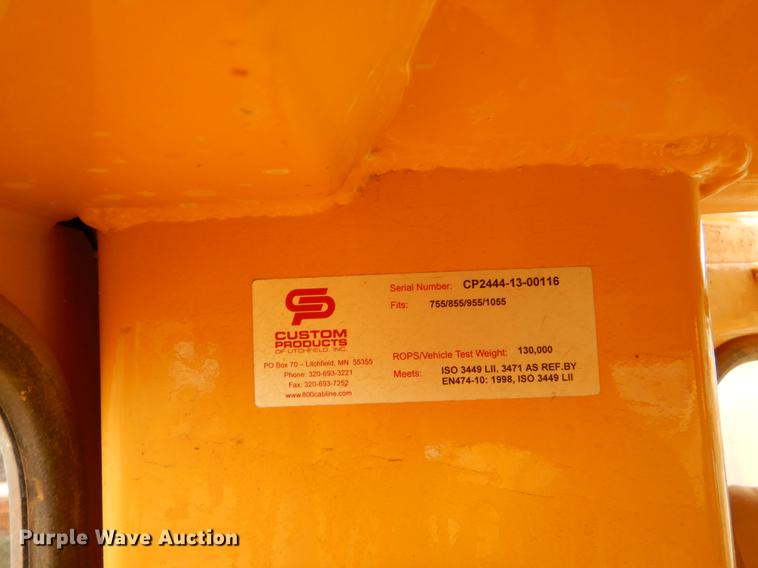 CP
CUSTOM
PRODUCTS
OF LITCHFIELD, INC.
PO Box 70 – Litchfield, MN 55355
Phone: 320-693-3221
Fax: 320-693-7252
www.800cabline.com
Serial Number: CP2444-13-00116
Fits: 755/855/955/1055
ROPS/Vehicle Test Weight: 130,000
Meets: ISO 3449 LII. 3471 AS REF.BY
EN474-10: 1998, ISO 3449 LII
Purple Wave Auction